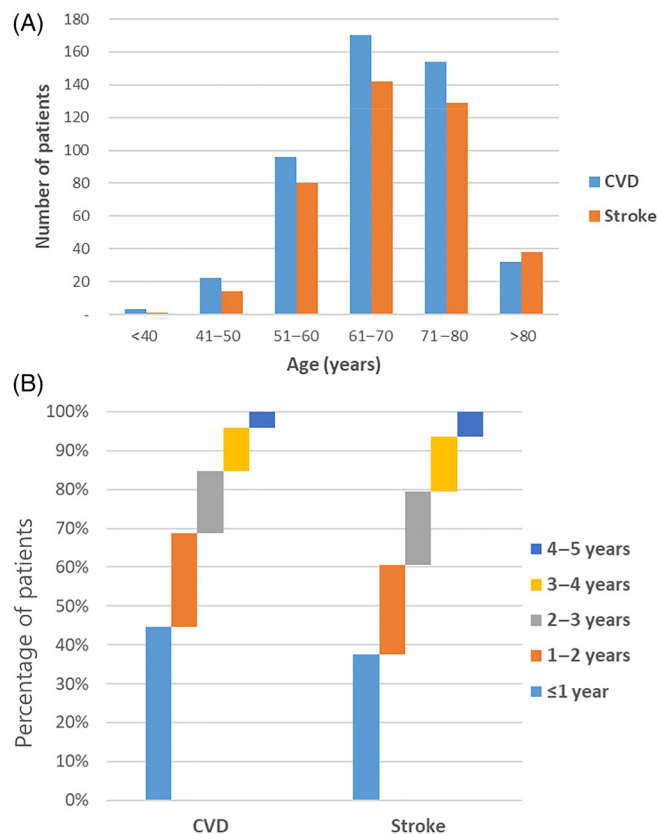 (A)
Number of patients
180
160
140
120
100
80
60
40
20
-
<40 41–50 51–60 61–70 71–80 >80
Age (years)
CVD
Stroke
(B)
Percentage of patients
100%
90%
80%
70%
60%
50%
40%
30%
20%
10%
0%
CVD Stroke
4–5 years
3–4 years
2–3 years
1–2 years
≤1 year